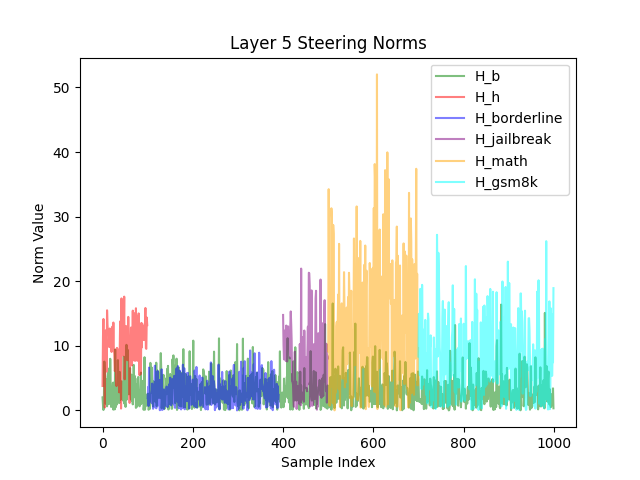 Layer 5 Steering Norms
H_b
H_h
H_borderline
H_jailbreak
H_math
H_gsm8k
50
40
30
20
10
0
Norm Value
0 200 400 600 800 1000
Sample Index